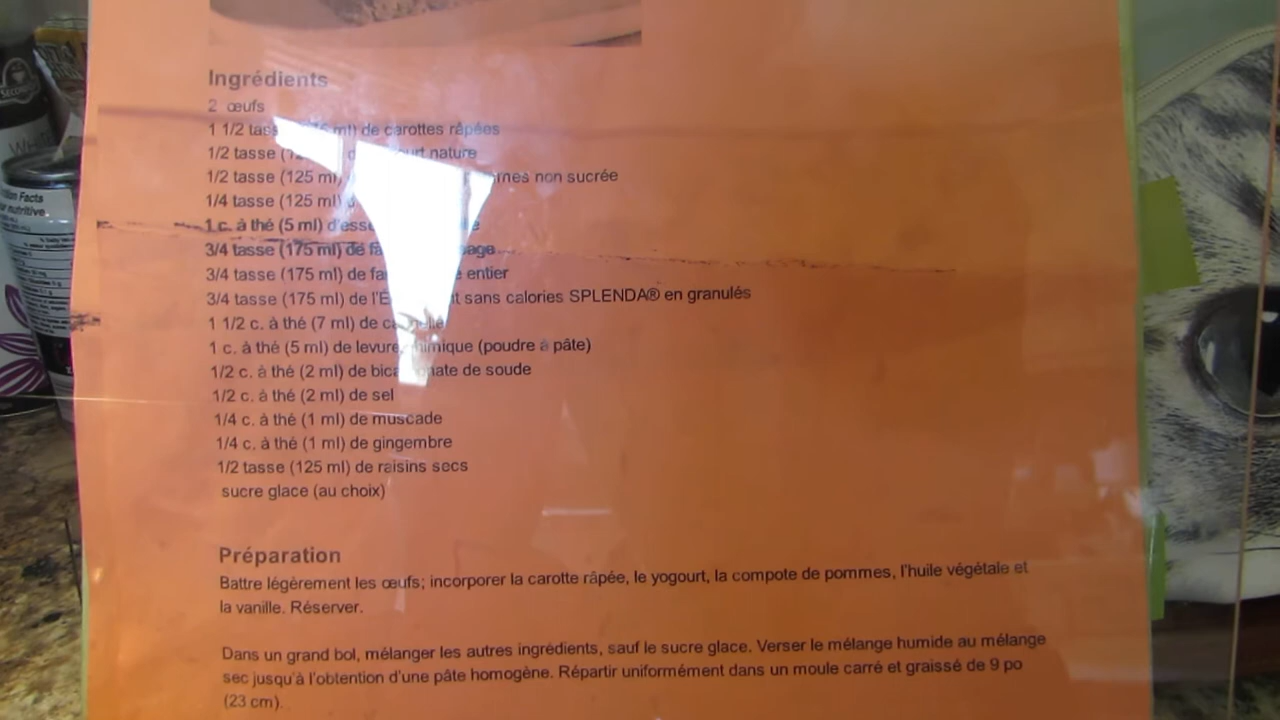 Ingrédients
2 œufs
1 1/2 ml) de carottes râpées
1/2 tasse nature
1/2 tasse (125 ml) non sucrée
1/4 tasse (125 ml)
1 c. à thé (5 ml)
3/4 tasse (175 ml) de
3/4 tasse (175 ml) de entier
3/4 tasse (175 ml) de sans calories SPLENDA® en granulés
1 1/2 c. à thé (7 ml) de
1 c. à thé (5 ml) de levure chimique (poudre à pâte)
1/2 c. à thé (2 ml) de bicarbonate de soude
1/2 c. à thé (2 ml) de sel
1/4 c. à thé (1 ml) de muscade
1/4 c. à thé (1 ml) de gingembre
1/2 tasse (125 ml) de raisins secs
sucre glace (au choix)
Préparation
Battre légèrement les œufs; incorporer la carotte râpée, le yogourt, la compote de pommes, l'huile végétale et
la vanille. Réserver.
Dans un grand bol, mélanger les autres ingrédients, sauf le sucre glace. Verser le mélange humide au mélange
sec jusqu'à l'obtention d'une pâte homogène. Répartir uniformément dans un moule carré et graissé de 9 po
(23 cm).